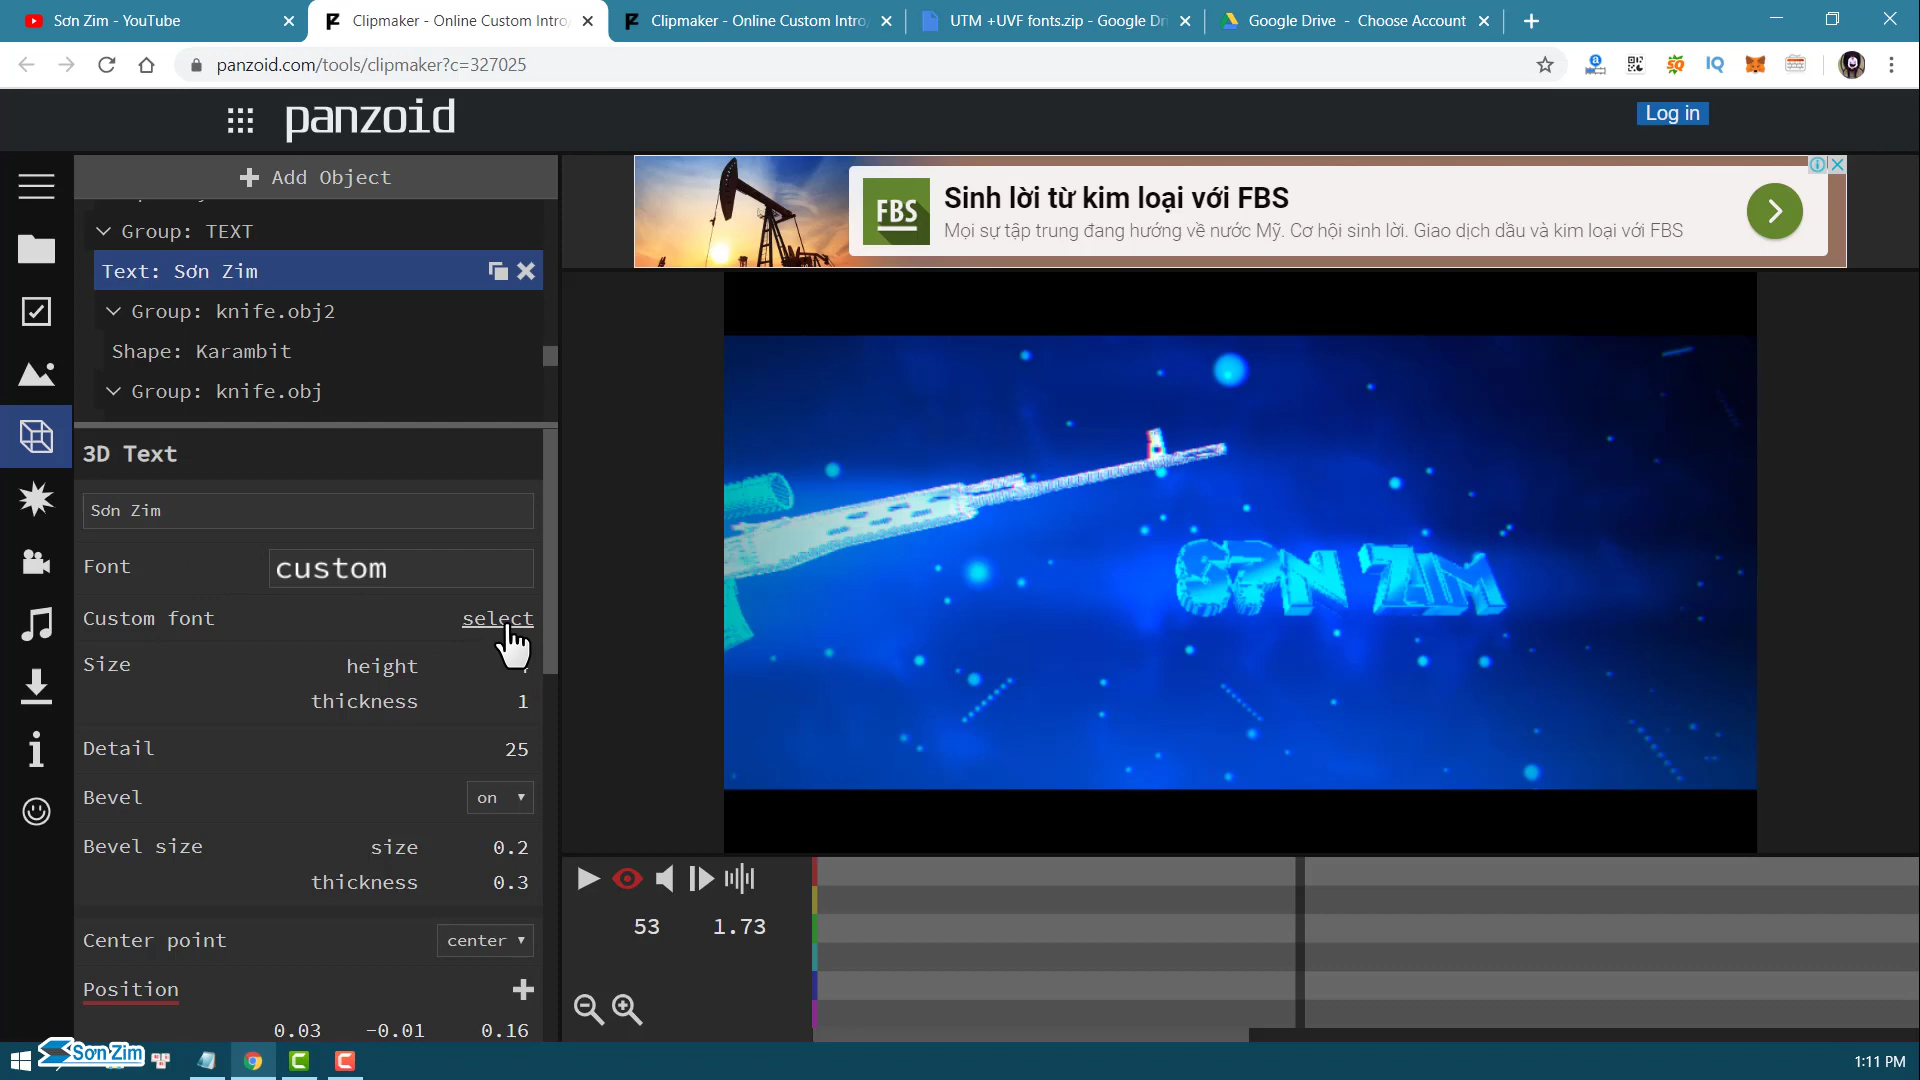 Sơn Zim - YouTube
Clipmaker - Online Custom Intro,
Clipmaker - Online Custom Intro,
UTM +UVF fonts.zip - Google Dri
Google Drive - Choose Account
panzoid.com/tools/clipmaker?c=327025
panzoid
Log in
Add Object
Group: TEXT
Text: Sơn Zim
Group: knife.obj2
Shape: Karambit
Group: knife.obj
FBS
Sinh lời từ kim loại với FBS
Mọi sự tập trung đang hướng về nước Mỹ. Cơ hội sinh lời. Giao dịch dầu và kim loại với FBS
3D Text
Sơn Zim
Font custom
Custom font select
Size height
thickness 1
Detail 25
Bevel on
Bevel size size 0.2
thickness 0.3
Center point center
Position
0.03 -0.01 0.16
S?N ZIM
53 1.73
Sơn Zim
1:11 PM